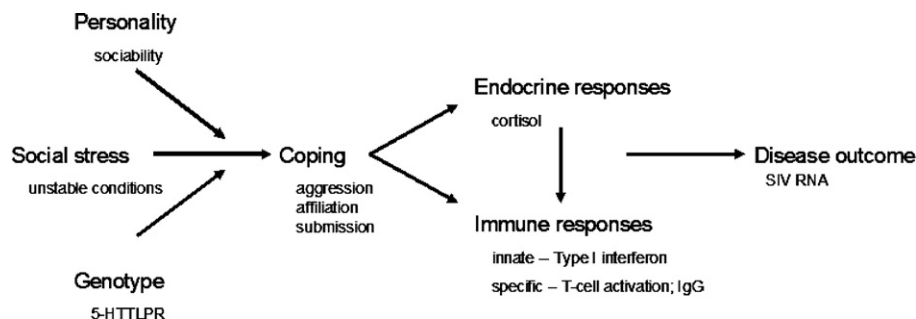 Personality
sociability
Social stress
unstable conditions
Genotype
5-HTTLPR
Coping
aggression
affiliation
submission
Endocrine responses
cortisol
Immune responses
innate – Type I interferon
specific – T-cell activation; IgG
Disease outcome
SIV RNA